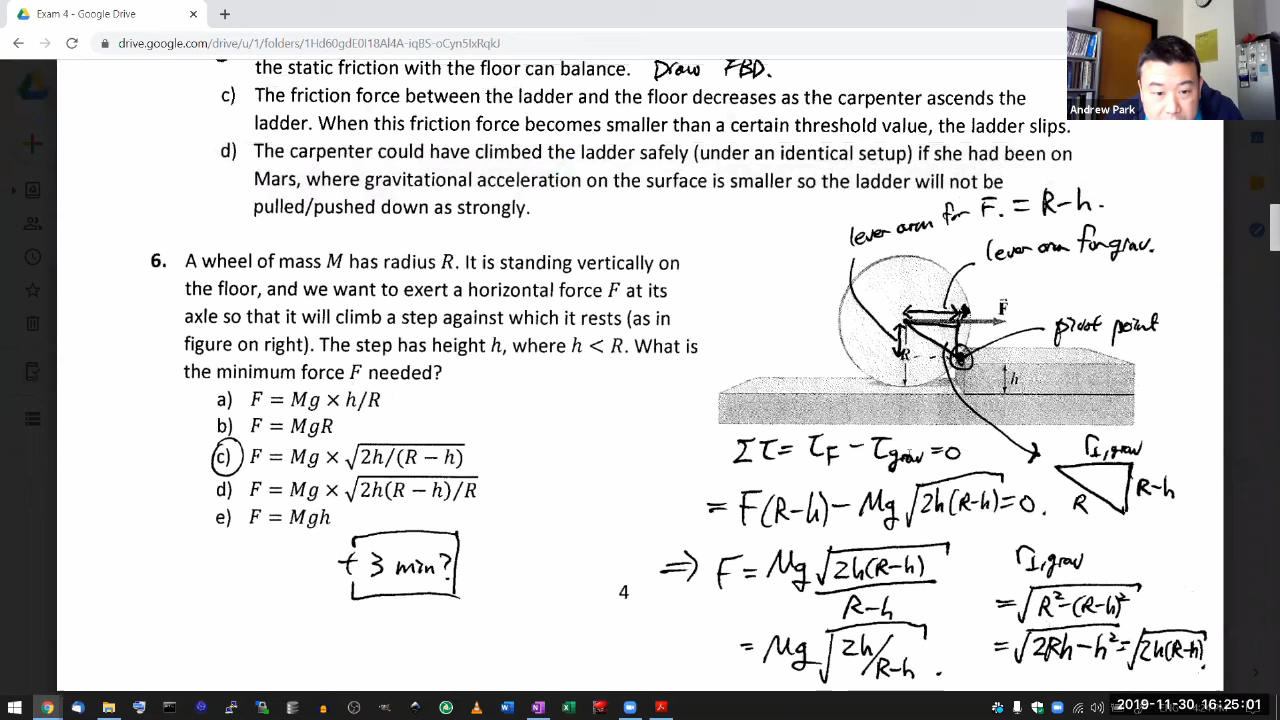 Exam 4 - Google Drive
drive.google.com/drive/u/1/folders/1Hd60gdE0I18Al4A-iqBS-oCyn5IxRqkJ
Andrew Park
the static friction with the floor can balance. Draw FBD.
c) The friction force between the ladder and the floor decreases as the carpenter ascends the
ladder. When this friction force becomes smaller than a certain threshold value, the ladder slips.
d) The carpenter could have climbed the ladder safely (under an identical setup) if she had been on
Mars, where gravitational acceleration on the surface is smaller so the ladder will not be
pulled/pushed down as strongly.
lever arm for F. = R-h.
lever arm for grav.
6. A wheel of mass M has radius R. It is standing vertically on
the floor, and we want to exert a horizontal force F at its
axle so that it will climb a step against which it rests (as in
figure on right). The step has height h, where h < R. What is
the minimum force F needed?
a) F = Mg × h/R
b) F = MgR
c) F = Mg × √2h/(R − h)
d) F = Mg × √2h(R − h)/R
e) F = Mgh
+ 3 min?
4
F⃗
pivot point
R
h
Στ = τF − τgrav = 0
= F(R-h) − Mg√2h(R-h) = 0.
⇒ F = Mg√2h(R-h)
R-h
= Mg√2h/R-h.
r⊥,grav
R
R-h
r⊥,grav
= √R²-(R-h)²
= √2Rh-h² = √2h(R-h).
2019-11-30 16:25:01